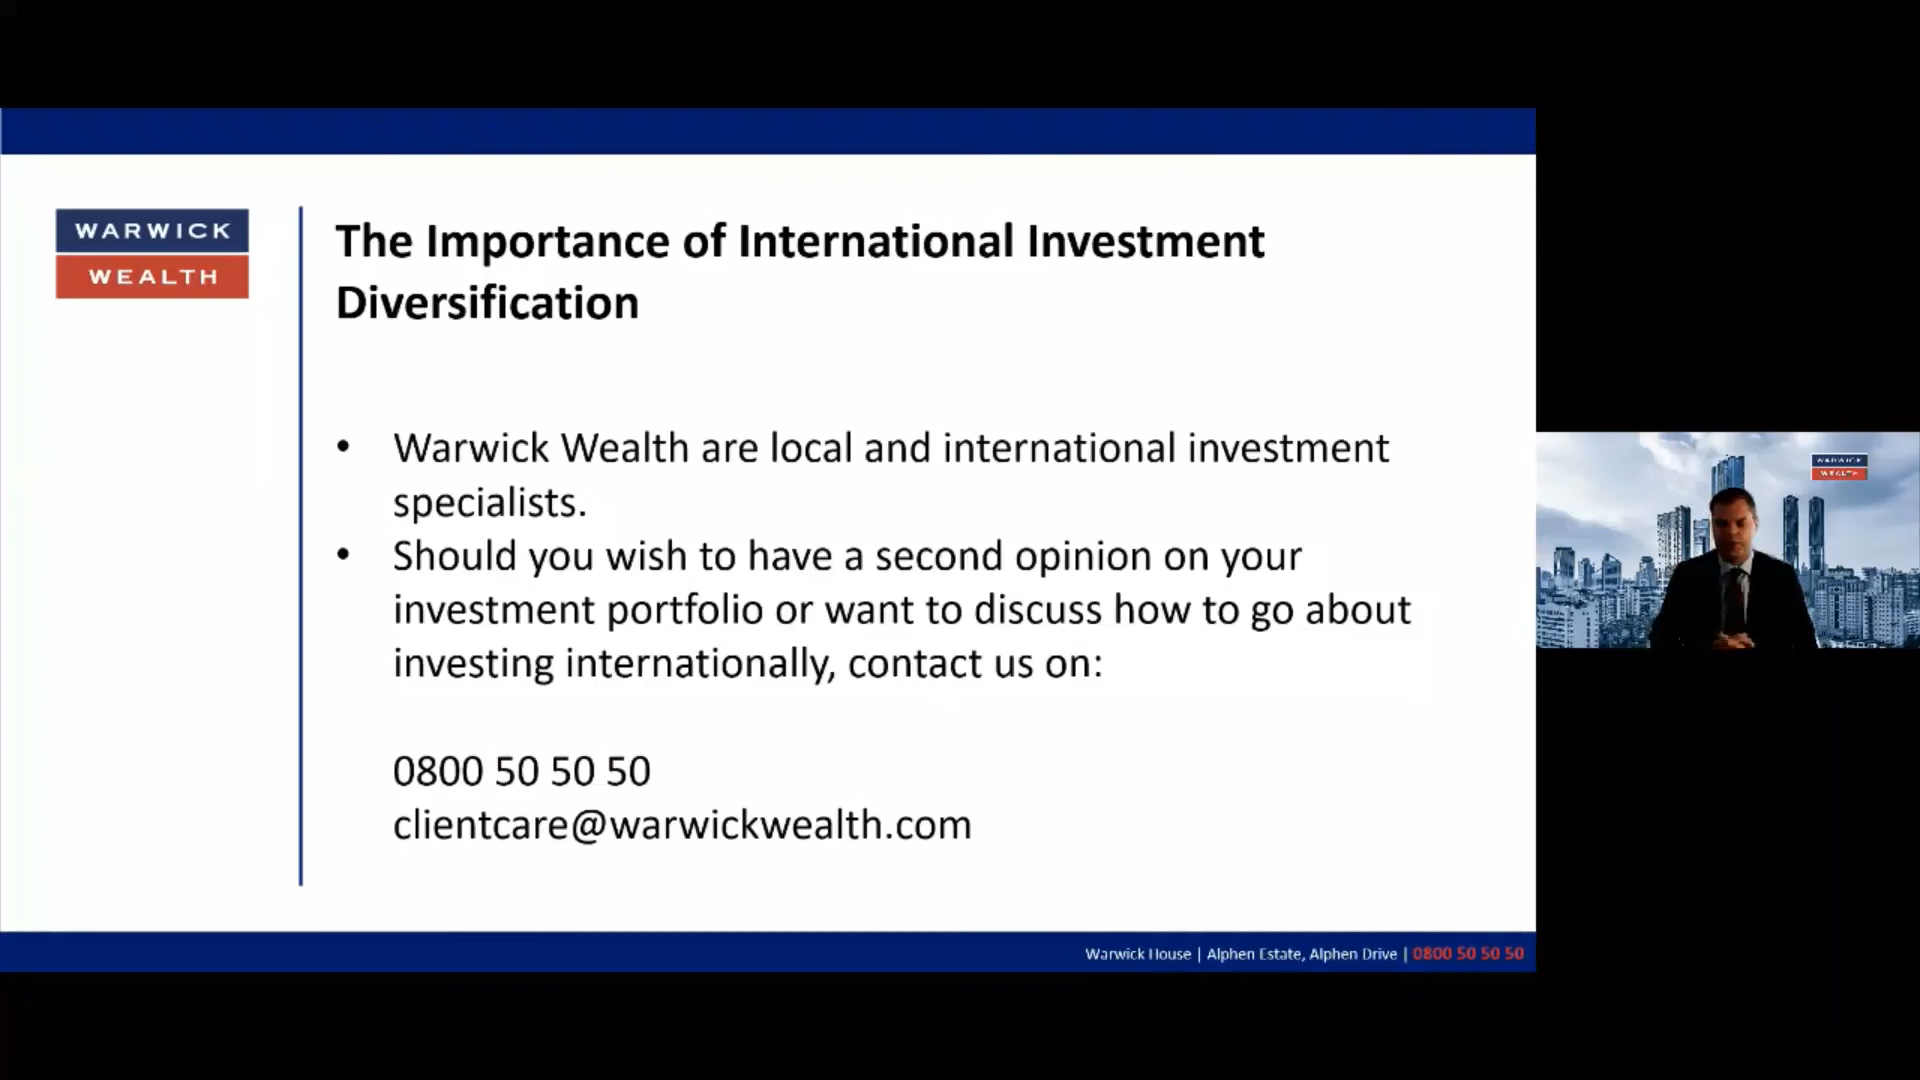 WARWICK
WEALTH
The Importance of International Investment
Diversification
• Warwick Wealth are local and international investment
specialists.
• Should you wish to have a second opinion on your
investment portfolio or want to discuss how to go about
investing internationally, contact us on:
0800 50 50 50
clientcare@warwickwealth.com
WARWICK
WEALTH
Warwick House | Alphen Estate, Alphen Drive | 0800 50 50 50